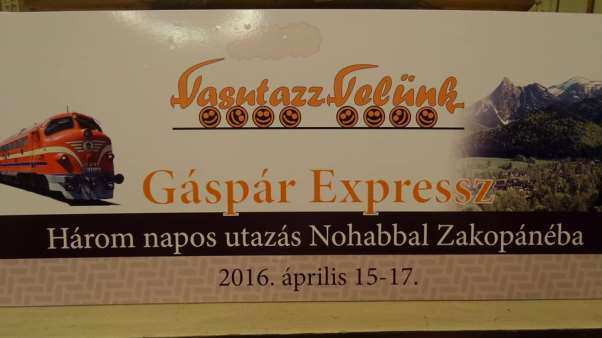 Vasutazz Velünk
Gáspár Expressz
Három napos utazás Nohabbal Zakopánéba
2016. április 15-17.